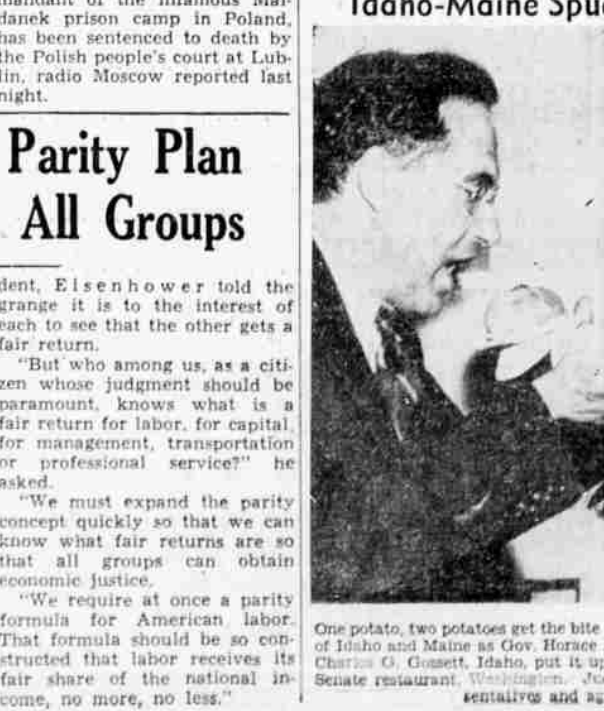 danek prison camp in Poland,
has been sentenced to death by
the Polish people's court at Lub-
lin, radio Moscow reported last
night.
Parity Plan
All Groups
dent, Eisenhower told the
grange it is to the interest of
each to see that the other gets a
fair return.
"But who among us, as a citi-
zen whose judgment should be
paramount, knows what is a
fair return for labor, for capital,
for management, transportation
or professional service?" he
asked.
"We must expand the parity
concept quickly so that we can
know what fair returns are so
that all groups can obtain
economic justice.
"We require at once a parity
formula for American labor.
That formula should be so con-
structed that labor receives its
fair share of the national in-
come, no more, no less."
Idaho-Maine Spud
One potato, two potatoes get the bite
of Idaho and Maine as Gov. Horace
Charles G. Gossett, Idaho, put it up
Senate restaurant, Washington.
sentatives and